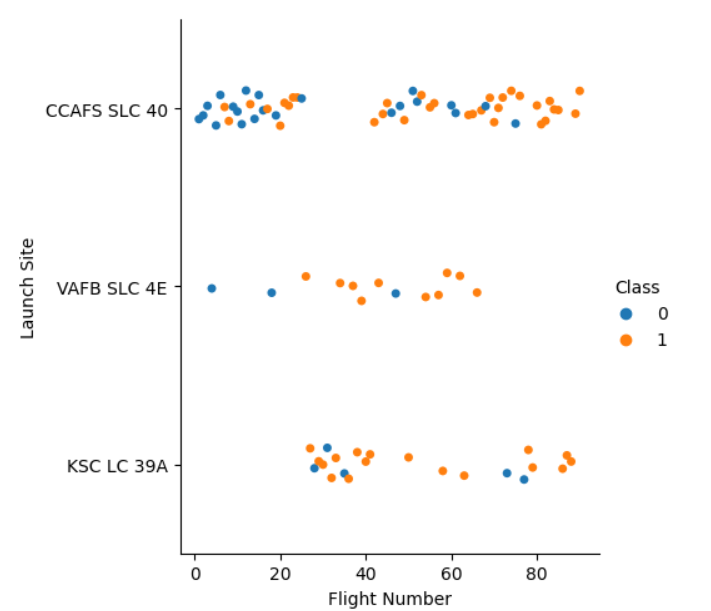 CCAFS SLC 40
VAFB SLC 4E
KSC LC 39A
Launch Site
0
20
40
60
80
Flight Number
Class
0
1